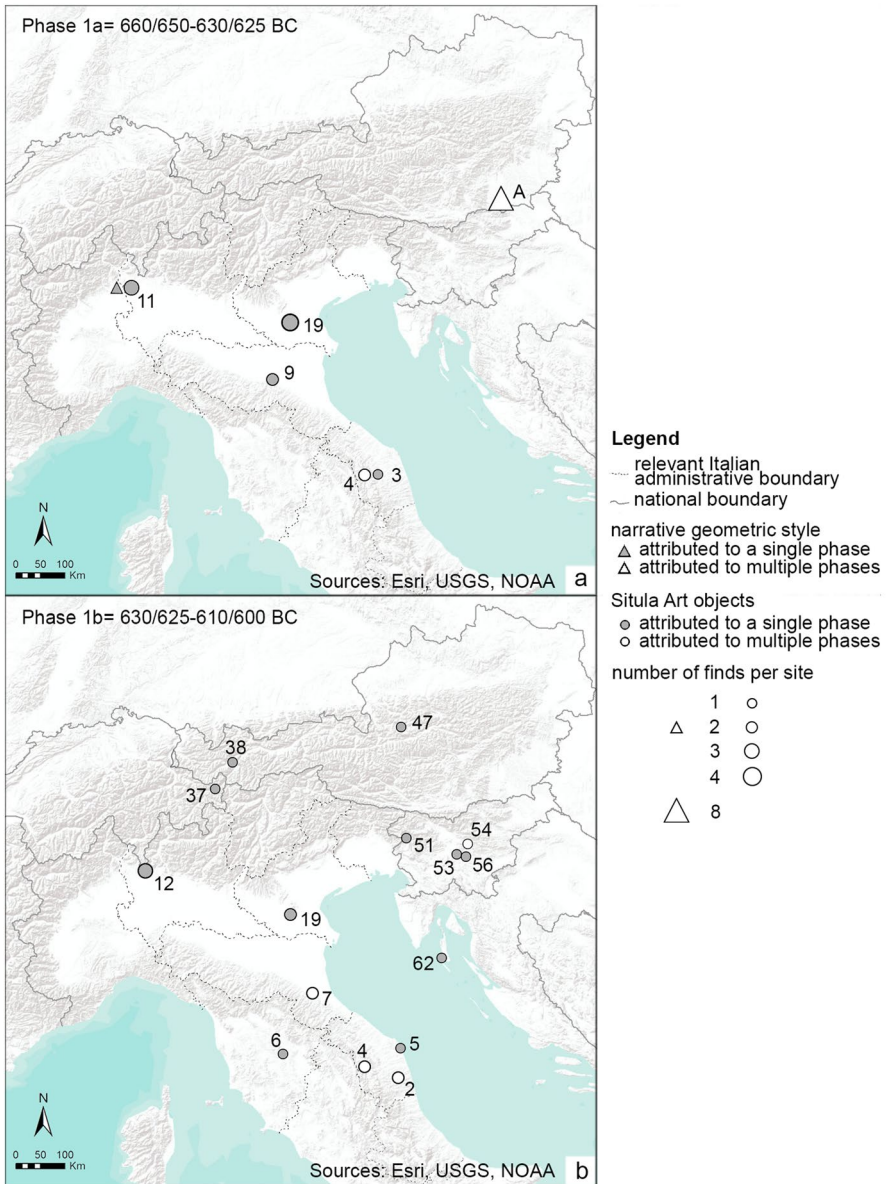 Phase 1a= 660/650-630/625 BC
A
11
19
9
4
3
N
0 50 100
Km
Sources: Esri, USGS, NOAA
a
Phase 1b= 630/625-610/600 BC
47
38
37
51
54
53
56
12
19
62
7
6
5
4
2
N
0 50 100
Km
Sources: Esri, USGS, NOAA
b
Legend
relevant Italian
administrative boundary
national boundary
narrative geometric style
attributed to a single phase
attributed to multiple phases
Situla Art objects
attributed to a single phase
attributed to multiple phases
number of finds per site
1
2
3
4
8